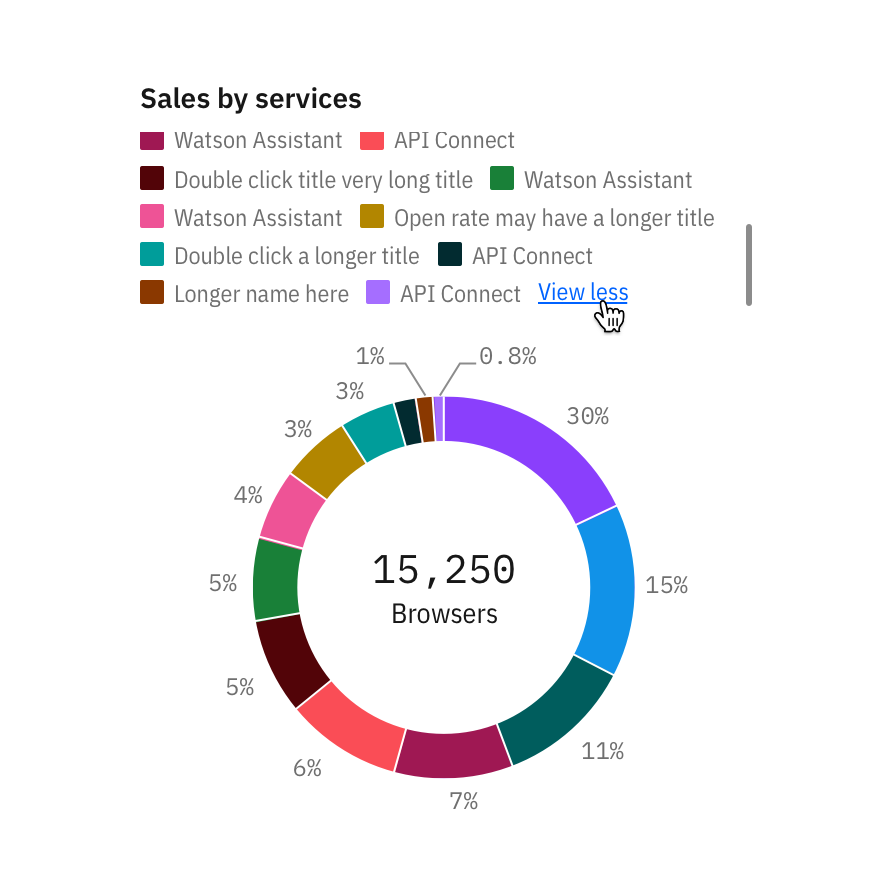 Sales by services
Watson Assistant API Connect
Double click title very long title Watson Assistant
Watson Assistant Open rate may have a longer title
Double click a longer title API Connect
Longer name here API Connect View less
1% 0.8%
3%
30%
3%
4%
15,250
5%
15%
Browsers
5%
11%
6%
7%